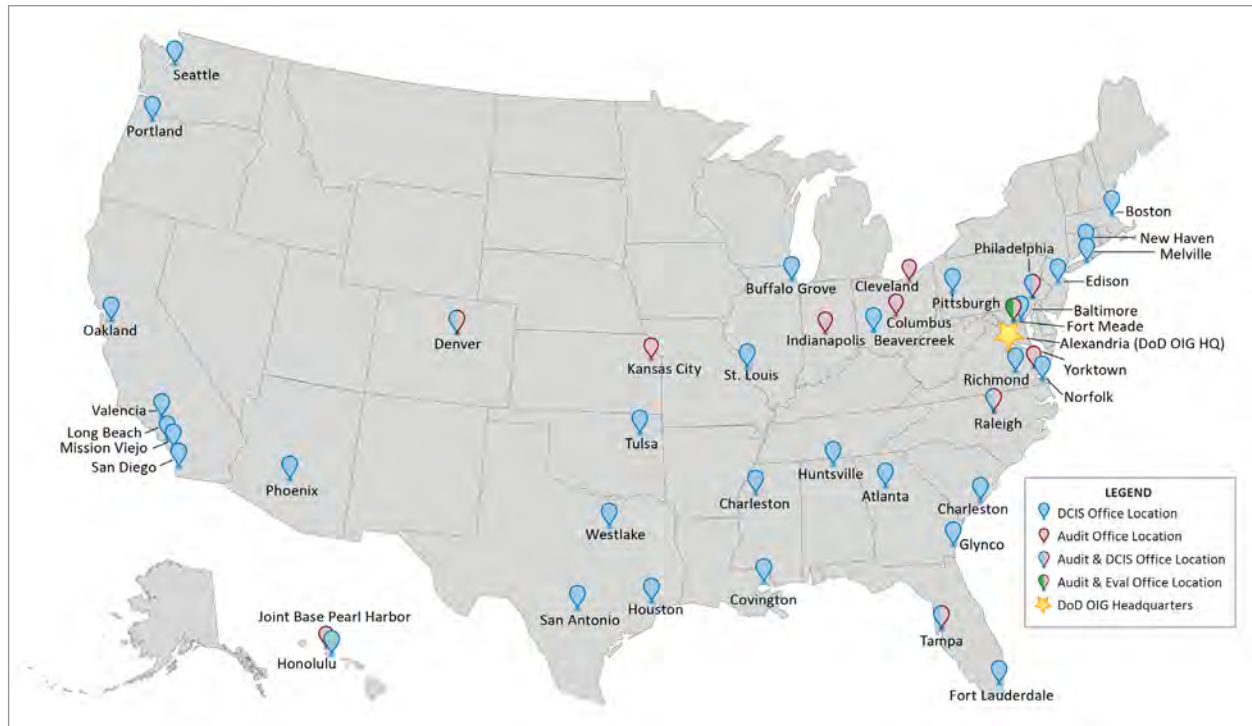 Seattle
Portland
Boston
New Haven
Philadelphia
Melville
Edison
Buffalo Grove
Cleveland
Pittsburgh
Baltimore
Oakland
Denver
Columbus
Fort Meade
Indianapolis
Beavercreek
Alexandria (DoD OIG HQ)
Kansas City
St. Louis
Yorktown
Richmond
Norfolk
Valencia
Raleigh
Long Beach
Mission Viejo
Tulsa
San Diego
Huntsville
Phoenix
Atlanta
Charleston
Charleston
Westlake
Glynco
Covington
Houston
San Antonio
Joint Base Pearl Harbor
Tampa
Honolulu
Fort Lauderdale
LEGEND
DCIS Office Location
Audit Office Location
Audit & DCIS Office Location
Audit & Eval Office Location
DoD OIG Headquarters